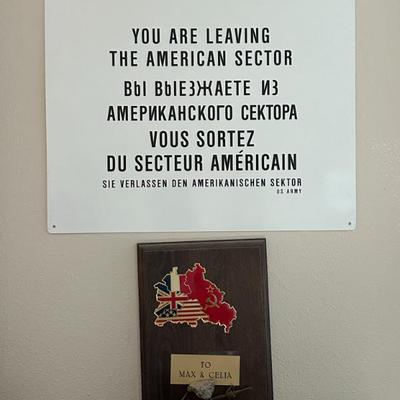 YOU ARE LEAVING
THE AMERICAN SECTOR
ВЫ ВЫЕЗЖАЕТЕ ИЗ
АМЕРИКАНСКОГО СЕКТОРА
VOUS SORTEZ
DU SECTEUR AMÉRICAIN
SIE VERLASSEN DEN AMERIKANISCHEN SEKTOR
US ARMY
TO
MAX & CELIA